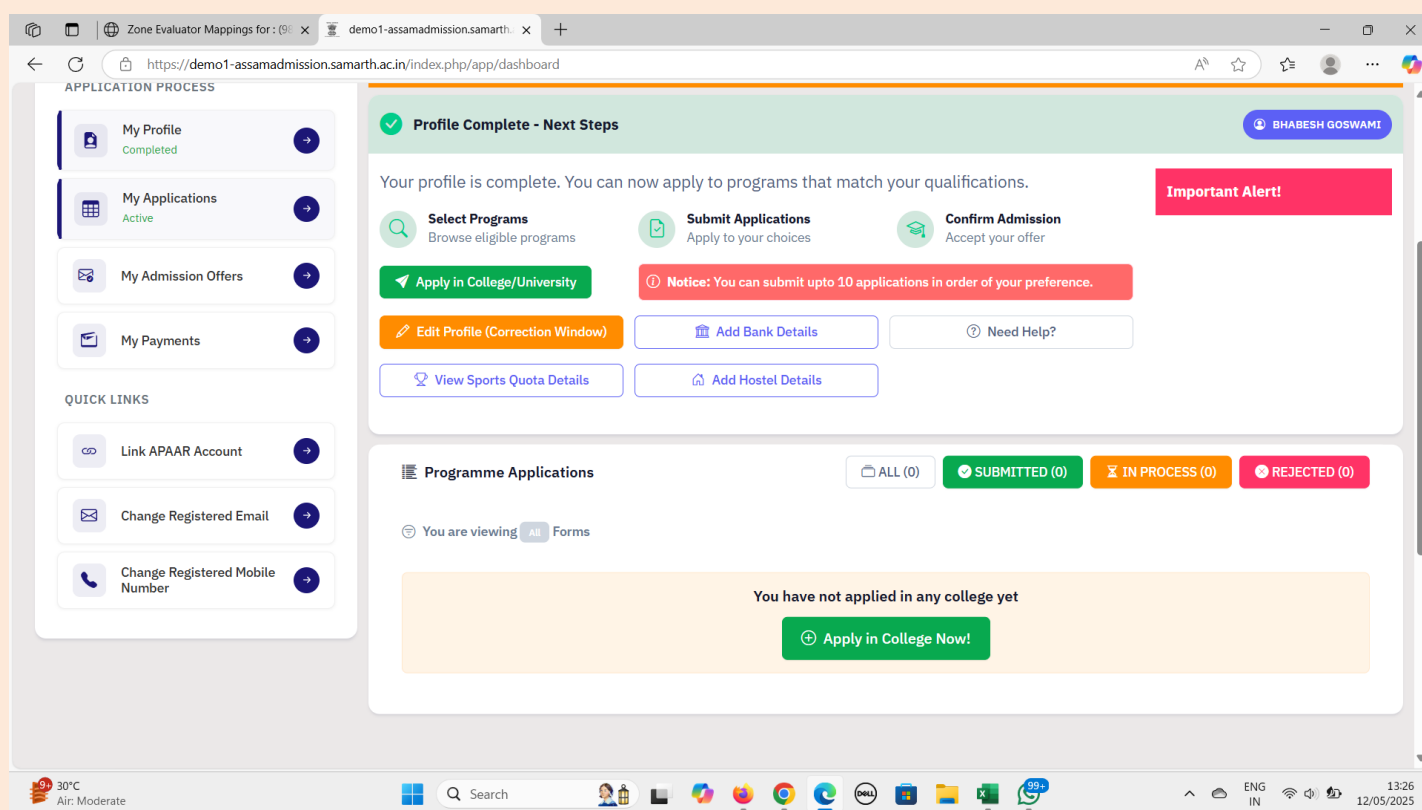 Zone Evaluator Mappings for : (98
demo1-assamadmission.samarth.
https://demo1-assamadmission.samarth.ac.in/index.php/app/dashboard
APPLICATION PROCESS
My Profile
Completed
My Applications
Active
My Admission Offers
My Payments
QUICK LINKS
Link APAAR Account
Change Registered Email
Change Registered Mobile
Number
Profile Complete - Next Steps
BHABESH GOSWAMI
Your profile is complete. You can now apply to programs that match your qualifications.
Important Alert!
Select Programs
Browse eligible programs
Submit Applications
Apply to your choices
Confirm Admission
Accept your offer
Apply in College/University
Notice: You can submit upto 10 applications in order of your preference.
Edit Profile (Correction Window)
Add Bank Details
Need Help?
View Sports Quota Details
Add Hostel Details
Programme Applications
ALL (0)
SUBMITTED (0)
IN PROCESS (0)
REJECTED (0)
You are viewing All Forms
You have not applied in any college yet
Apply in College Now!
9+
30°C
Air: Moderate
Search
DELL
99+
ENG
IN
13:26
12/05/2025